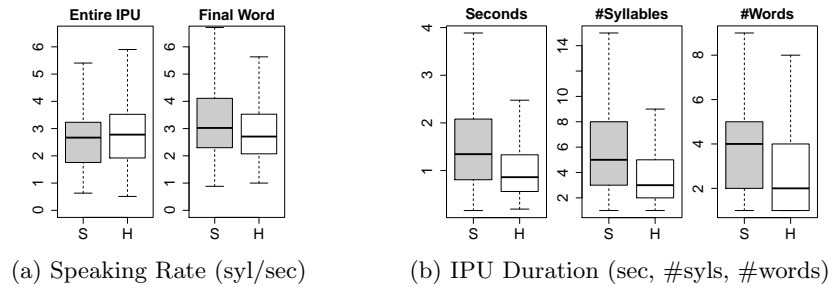 Entire IPU Final Word Seconds #Syllables #Words
6 6 4 14 8
5 5 3 10 6
4 4 2 8 4
3 3 1 6 2
2 2 4
1 1 2
0 0
S H S H S H S H S H
(a) Speaking Rate (syl/sec) (b) IPU Duration (sec, #syls, #words)